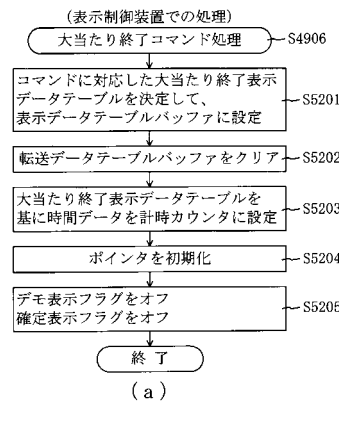 (表示制御装置での処理)
大当たり終了コマンド処理 S4906
コマンドに対応した大当たり終了表示
データテーブルを決定して、
表示データテーブルバッファに設定
S5201
転送データテーブルバッファをクリア S5202
大当たり終了表示データテーブルを
基に時間データを計時カウンタに設定
S5203
ポインタを初期化 S5204
デモ表示フラグをオフ
確定表示フラグをオフ
S5205
終了
(a)